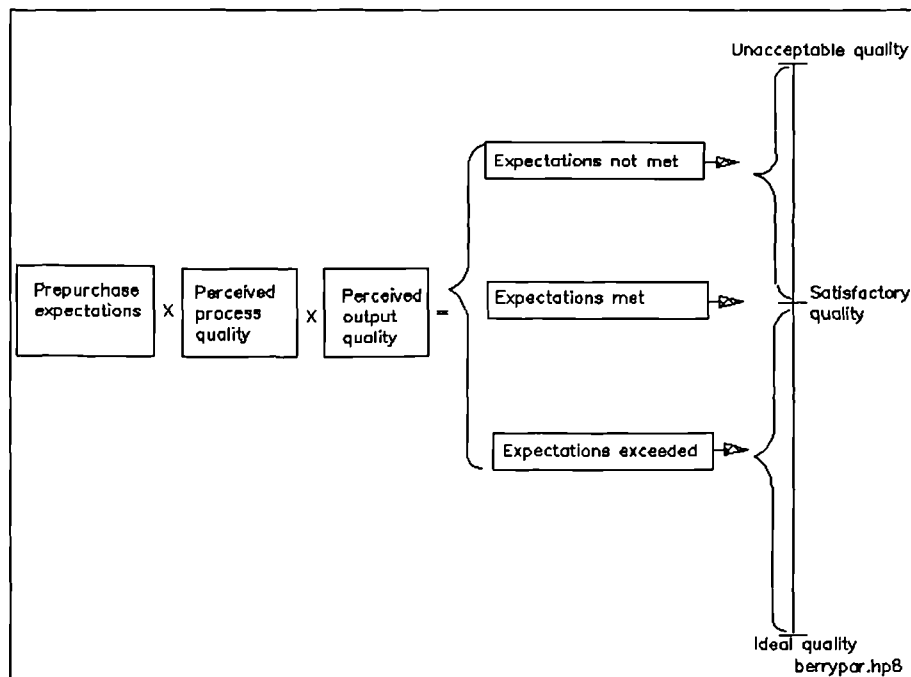 Unacceptable quality
Expectations not met
Prepurchase
expectations
X
Perceived
process
quality
X
Perceived
output
quality
=
Expectations met
Satisfactory
quality
Expectations exceeded
Ideal quality
berrypar.hp8